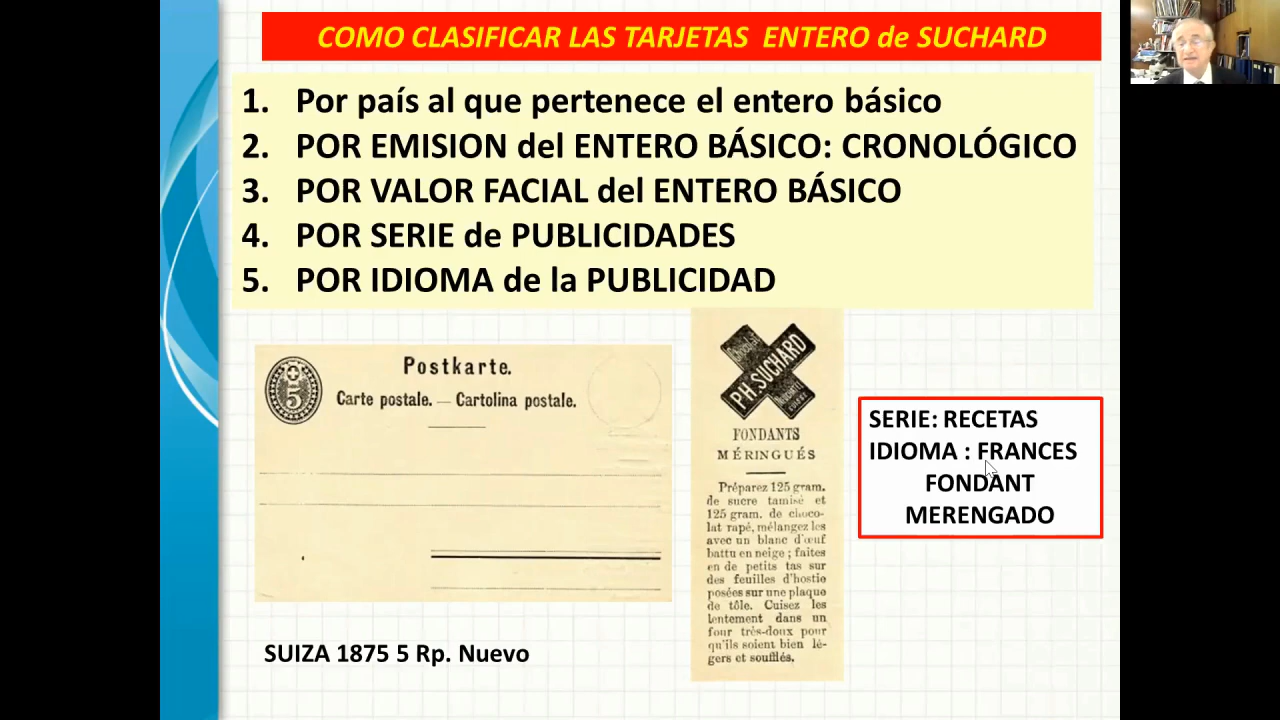 COMO CLASIFICAR LAS TARJETAS ENTERO de SUCHARD
1. Por país al que pertenece el entero básico
2. POR EMISION del ENTERO BÁSICO: CRONOLÓGICO
3. POR VALOR FACIAL del ENTERO BÁSICO
4. POR SERIE de PUBLICIDADES
5. POR IDIOMA de la PUBLICIDAD
Postkarte.
Carte postale. — Cartolina postale.
5
SUIZA 1875 5 Rp. Nuevo
Chocolat
PH. SUCHARD
NEUCHATEL
SUISSE
FONDANTS
MÉRINGUÉS
Préparez 125 gram.
de sucre tamisé et
125 gram. de choco-
lat rapé, mélangez les
avec un blanc d'œuf
battu en neige ; faites
en de petits tas sur
des feuilles d'hostie
posées sur une plaque
de tôle. Cuisez les
lentement dans un
four très-doux pour
qu'ils soient bien lé-
gers et soufflés.
SERIE: RECETAS
IDIOMA : FRANCES
FONDANT
MERENGADO